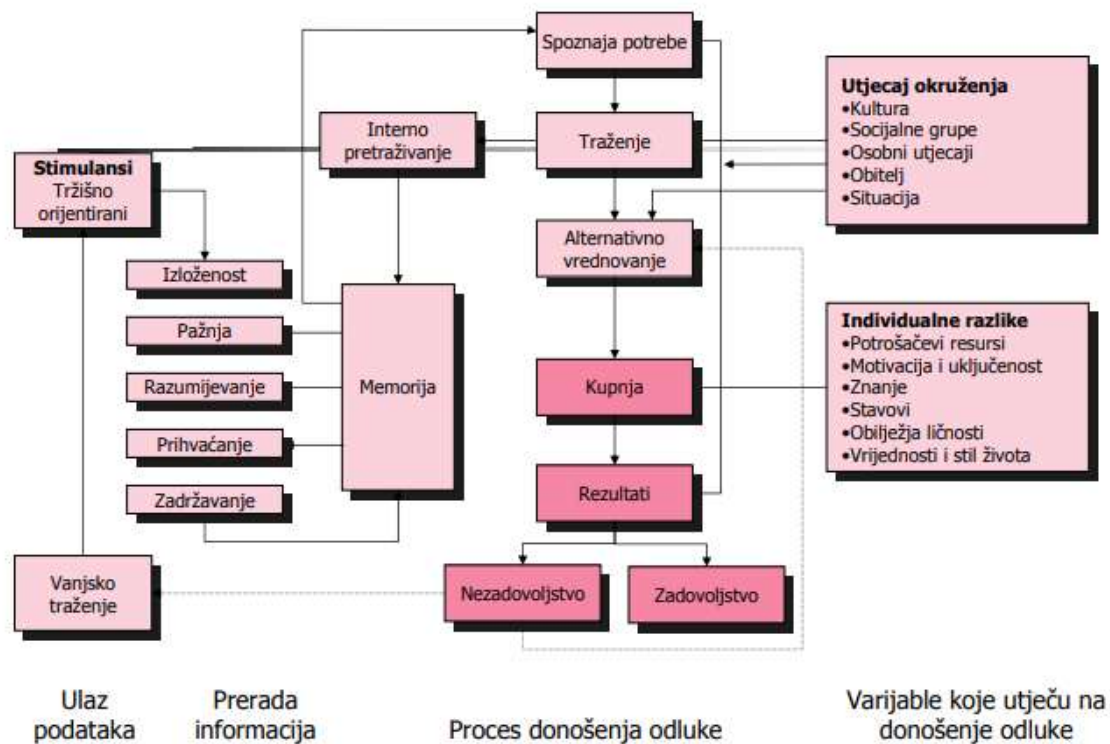 Spoznaja potrebe
Interno
pretraživanje
Traženje
Utjecaj okruženja
•Kultura
•Socijalne grupe
•Osobni utjecaji
•Obitelj
•Situacija
Stimulansi
Tržišno
orijentirani
Alternativno
vrednovanje
Izloženost
Pažnja
Razumijevanje
Prihvaćanje
Zadržavanje
Memorija
Kupnja
Individualne razlike
•Potrošačevi resursi
•Motivacija i uključenost
•Znanje
•Stavovi
•Obilježja ličnosti
•Vrijednosti i stil života
Rezultati
Vanjsko
traženje
Nezadovoljstvo
Zadovoljstvo
Ulaz
podataka
Prerada
informacija
Proces donošenja odluke
Varijable koje utječu na
donošenje odluke